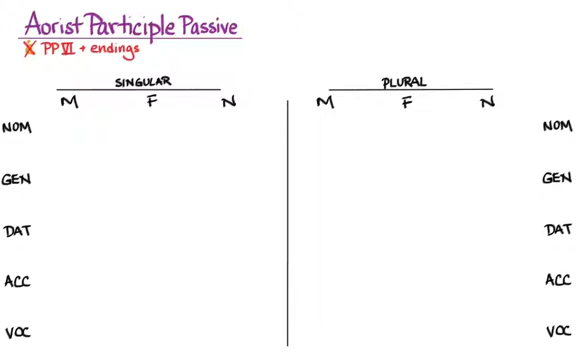 Aorist Participle Passive
X PP VI + endings
SINGULAR PLURAL
M F N M F N
NOM NOM
GEN GEN
DAT DAT
ACC ACC
VOC VOC